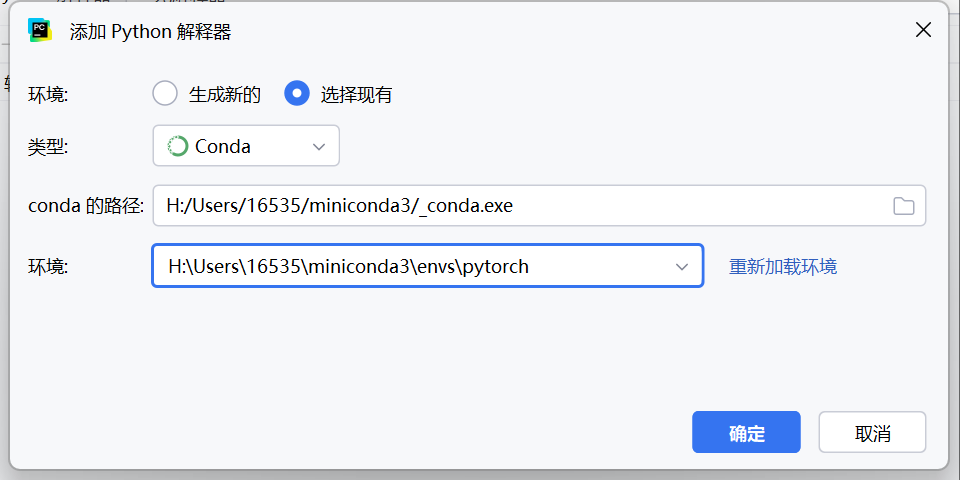 PC
添加 Python 解释器
环境:
生成新的
选择现有
类型:
Conda
conda 的路径:
H:/Users/16535/miniconda3/_conda.exe
环境:
H:\Users\16535\miniconda3\envs\pytorch
重新加载环境
确定
取消